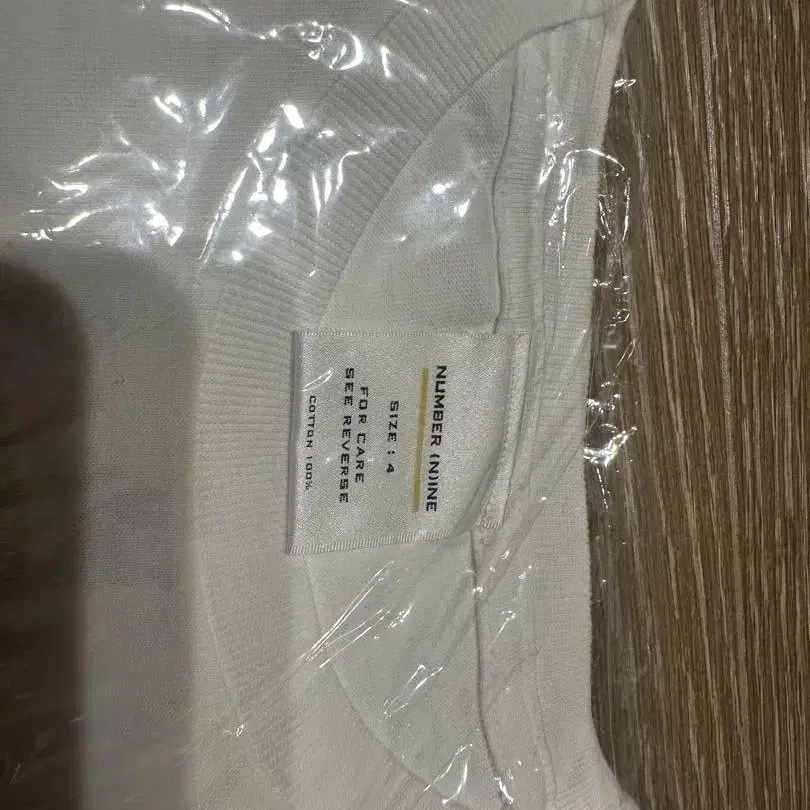 NUMBER (N)INE
SIZE : 4
FOR CARE
SEE REVERSE
COTTON 100%